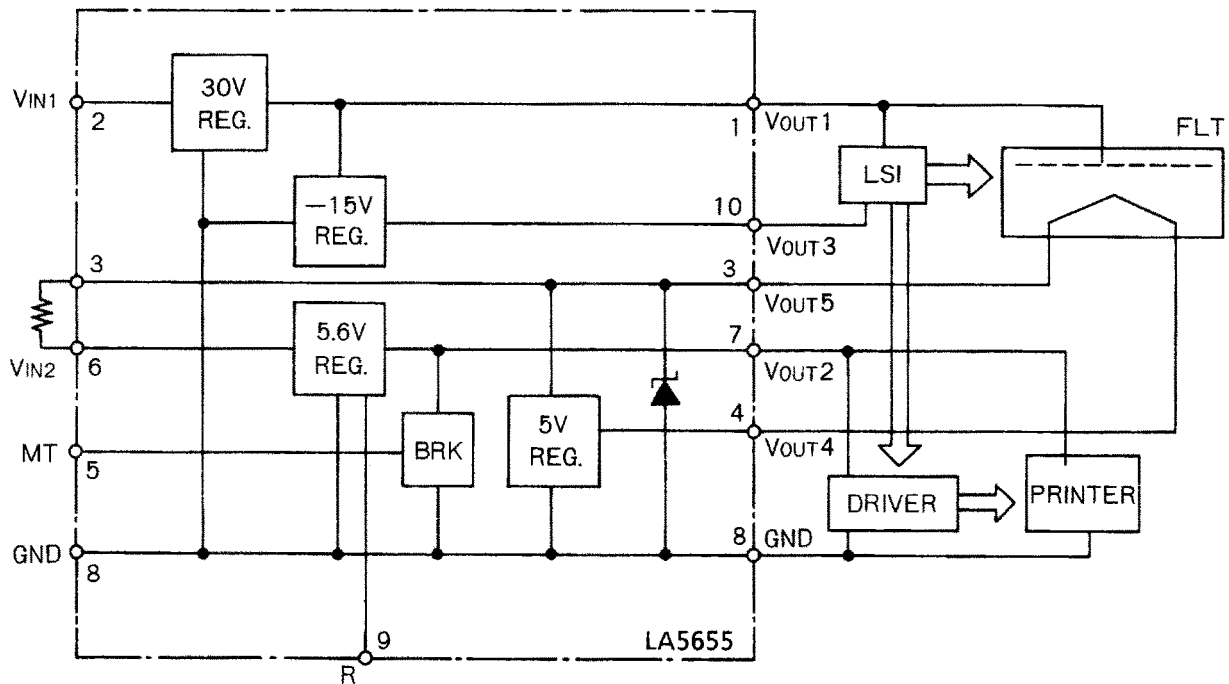 30V
REG.
VIN1
2
1
VOUT1
FLT
LSI
−15V
REG.
10
VOUT3
3
3
VOUT5
5.6V
REG.
7
VIN2
6
VOUT2
5V
REG.
4
VOUT4
MT
5
BRK
DRIVER
PRINTER
GND
8
8
GND
9
R
LA5655